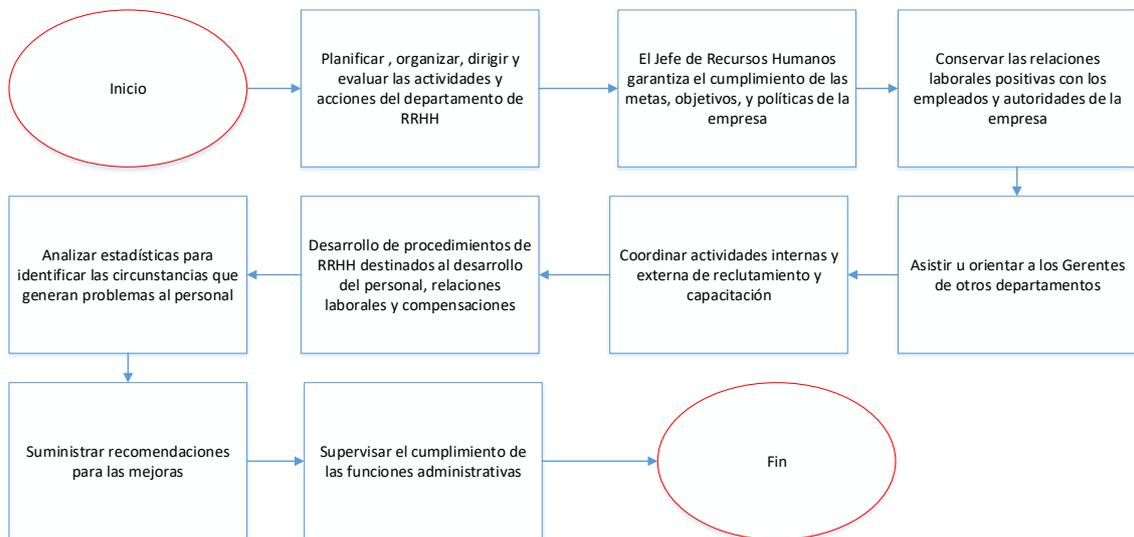 Inicio
Planificar , organizar, dirigir y
evaluar las actividades y
acciones del departamento de
RRHH
El Jefe de Recursos Humanos
garantiza el cumplimiento de las
metas, objetivos, y políticas de la
empresa
Conservar las relaciones
laborales positivas con los
empleados y autoridades de la
empresa
Asistir u orientar a los Gerentes
de otros departamentos
Coordinar actividades internas y
externa de reclutamiento y
capacitación
Desarrollo de procedimientos de
RRHH destinados al desarrollo
del personal, relaciones
laborales y compensaciones
Analizar estadísticas para
identificar las circunstancias que
generan problemas al personal
Suministrar recomendaciones
para las mejoras
Supervisar el cumplimiento de
las funciones administrativas
Fin